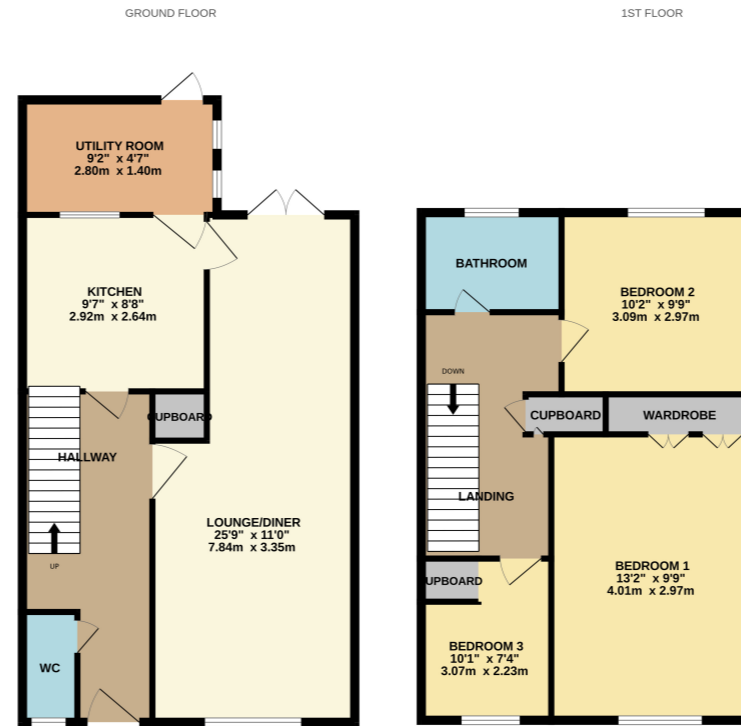 GROUND FLOOR
UTILITY ROOM
9'2" x 4'7"
2.80m x 1.40m
KITCHEN
9'7" x 8'8"
2.92m x 2.64m
CUPBOARD
HALLWAY
LOUNGE/DINER
25'9" x 11'0"
7.84m x 3.35m
UP
WC
1ST FLOOR
BATHROOM
BEDROOM 2
10'2" x 9'9"
3.09m x 2.97m
DOWN
CUPBOARD
WARDROBE
LANDING
BEDROOM 1
13'2" x 9'9"
4.01m x 2.97m
UPBOARD
BEDROOM 3
10'1" x 7'4"
3.07m x 2.23m